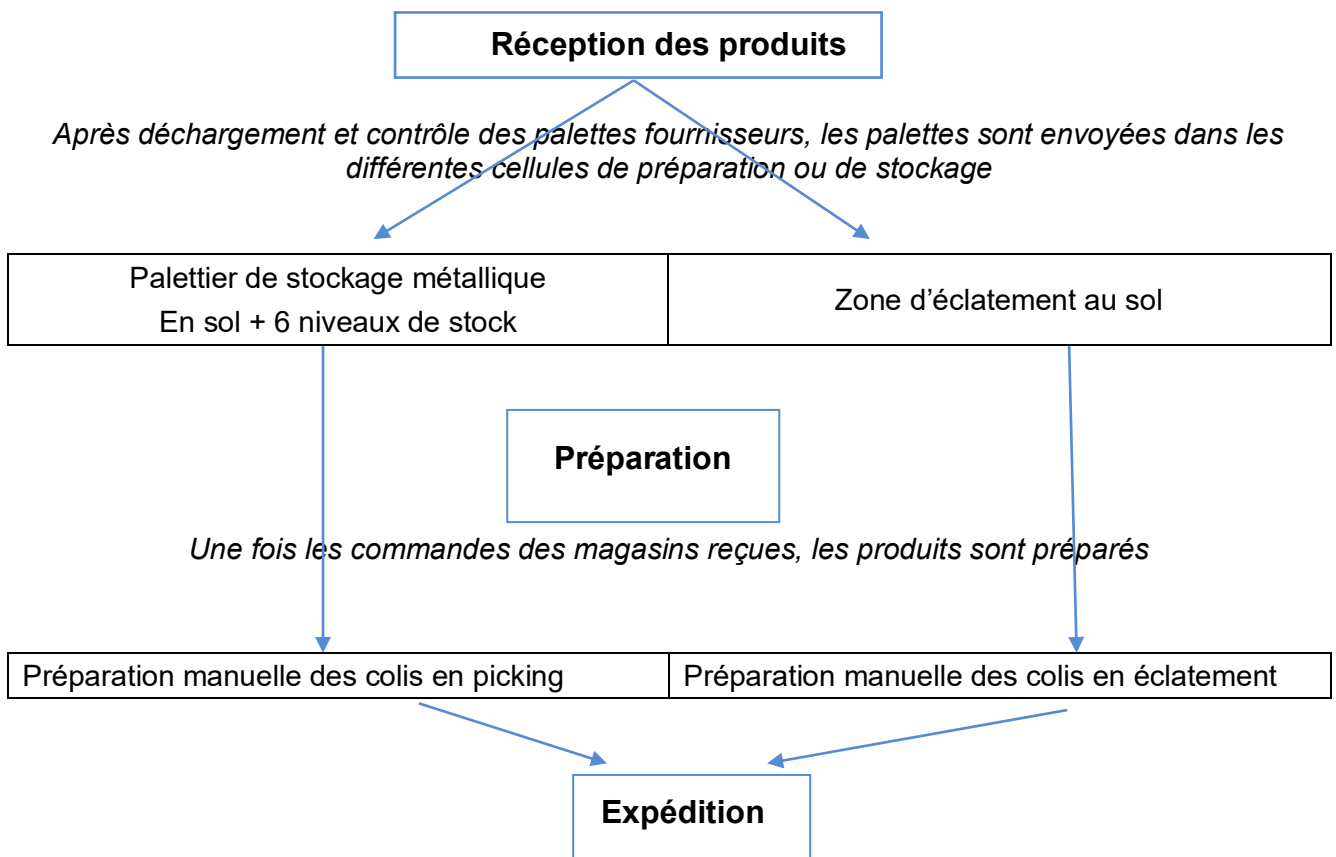 Réception des produits
Après déchargement et contrôle des palettes fournisseurs, les palettes sont envoyées dans les
différentes cellules de préparation ou de stockage
Palettier de stockage métallique
En sol + 6 niveaux de stock
Zone d'éclatement au sol
Préparation
Une fois les commandes des magasins reçues, les produits sont préparés
Préparation manuelle des colis en picking
Préparation manuelle des colis en éclatement
Expédition